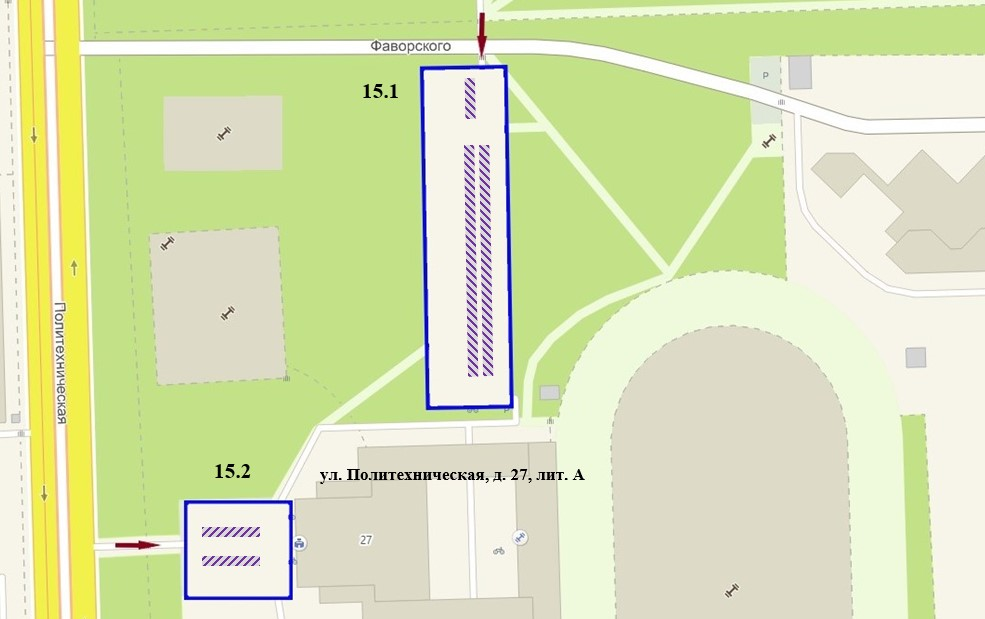 Фаворского
15.1
P
Политехническая
P
15.2
ул. Политехническая, д. 27, лит. А
27